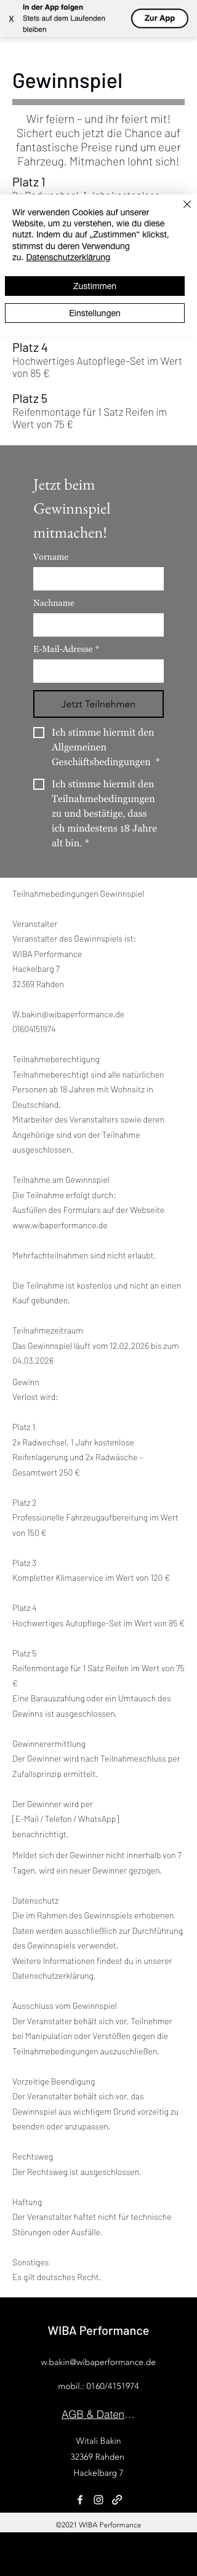 In der App folgen
X
Stets auf dem Laufenden
bleiben
Zur App
Gewinnspiel
Wir feiern – und ihr feiert mit!
Sichert euch jetzt die Chance auf
fantastische Preise rund um euer
Fahrzeug. Mitmachen lohnt sich!
Platz 1
Wir verwenden Cookies auf unserer
Website, um zu verstehen, wie du diese
nutzt. Indem du auf „Zustimmen" klickst,
stimmst du deren Verwendung
zu. Datenschutzerklärung
Zustimmen
Einstellungen
Platz 4
Hochwertiges Autopflege-Set im Wert
von 85 €
Platz 5
Reifenmontage für 1 Satz Reifen im
Wert von 75 €
Jetzt beim
Gewinnspiel
mitmachen!
Vorname
Nachname
E-Mail-Adresse *
Jetzt Teilnehmen
Ich stimme hiermit den
Allgemeinen
Geschäftsbedingungen *
Ich stimme hiermit den
Teilnahmebedingungen
zu und bestätige, dass
ich mindestens 18 Jahre
alt bin. *
Teilnahmebedingungen Gewinnspiel
Veranstalter
Veranstalter des Gewinnspiels ist:
WIBA Performance
Hackelbarg 7
32369 Rahden
W.bakin@wibaperformance.de
01604151974
Teilnahmeberechtigung
Teilnahmeberechtigt sind alle natürlichen
Personen ab 18 Jahren mit Wohnsitz in
Deutschland.
Mitarbeiter des Veranstalters sowie deren
Angehörige sind von der Teilnahme
ausgeschlossen.
Teilnahme am Gewinnspiel
Die Teilnahme erfolgt durch:
Ausfüllen des Formulars auf der Webseite
www.wibaperformance.de
Mehrfachteilnahmen sind nicht erlaubt.
Die Teilnahme ist kostenlos und nicht an einen
Kauf gebunden.
Teilnahmezeitraum
Das Gewinnspiel läuft vom 12.02.2026 bis zum
04.03.2026
Gewinn
Verlost wird:
Platz 1
2x Radwechsel, 1 Jahr kostenlose
Reifenlagerung und 2x Radwäsche –
Gesamtwert 250 €
Platz 2
Professionelle Fahrzeugaufbereitung im Wert
von 150 €
Platz 3
Kompletter Klimaservice im Wert von 120 €
Platz 4
Hochwertiges Autopflege-Set im Wert von 85 €
Platz 5
Reifenmontage für 1 Satz Reifen im Wert von 75
€
Eine Barauszahlung oder ein Umtausch des
Gewinns ist ausgeschlossen.
Gewinnerermittlung
Der Gewinner wird nach Teilnahmeschluss per
Zufallsprinzip ermittelt.
Der Gewinner wird per
[E-Mail / Telefon / WhatsApp]
benachrichtigt.
Meldet sich der Gewinner nicht innerhalb von 7
Tagen, wird ein neuer Gewinner gezogen.
Datenschutz
Die im Rahmen des Gewinnspiels erhobenen
Daten werden ausschließlich zur Durchführung
des Gewinnspiels verwendet.
Weitere Informationen findest du in unserer
Datenschutzerklärung.
Ausschluss vom Gewinnspiel
Der Veranstalter behält sich vor, Teilnehmer
bei Manipulation oder Verstößen gegen die
Teilnahmebedingungen auszuschließen.
Vorzeitige Beendigung
Der Veranstalter behält sich vor, das
Gewinnspiel aus wichtigem Grund vorzeitig zu
beenden oder anzupassen.
Rechtsweg
Der Rechtsweg ist ausgeschlossen.
Haftung
Der Veranstalter haftet nicht für technische
Störungen oder Ausfälle.
Sonstiges
Es gilt deutsches Recht.
WIBA Performance
w.bakin@wibaperformance.de
mobil.: 0160/4151974
AGB & Daten...
Witali Bakin
32369 Rahden
Hackelbarg 7
©2021 WIBA Performance